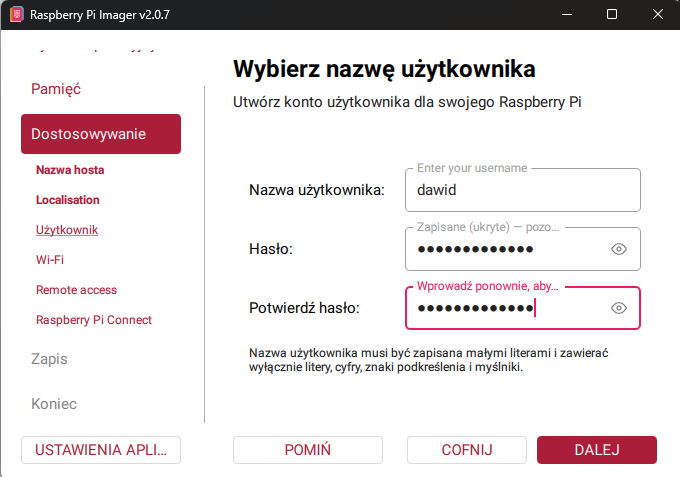 Raspberry Pi Imager v2.0.7
Pamięć
Dostosowywanie
Nazwa hosta
Localisation
Użytkownik
Wi-Fi
Remote access
Raspberry Pi Connect
Zapis
Koniec
USTAWIENIA APLI...
Wybierz nazwę użytkownika
Utwórz konto użytkownika dla swojego Raspberry Pi
Enter your username
Nazwa użytkownika: dawid
Zapisane (ukryte) — pozo...
Hasło: ●●●●●●●●●●●●●
Wprowadź ponownie, aby...
Potwierdź hasło: ●●●●●●●●●●●●●
Nazwa użytkownika musi być zapisana małymi literami i zawierać
wyłącznie litery, cyfry, znaki podkreślenia i myślniki.
POMIŃ
COFNIJ
DALEJ